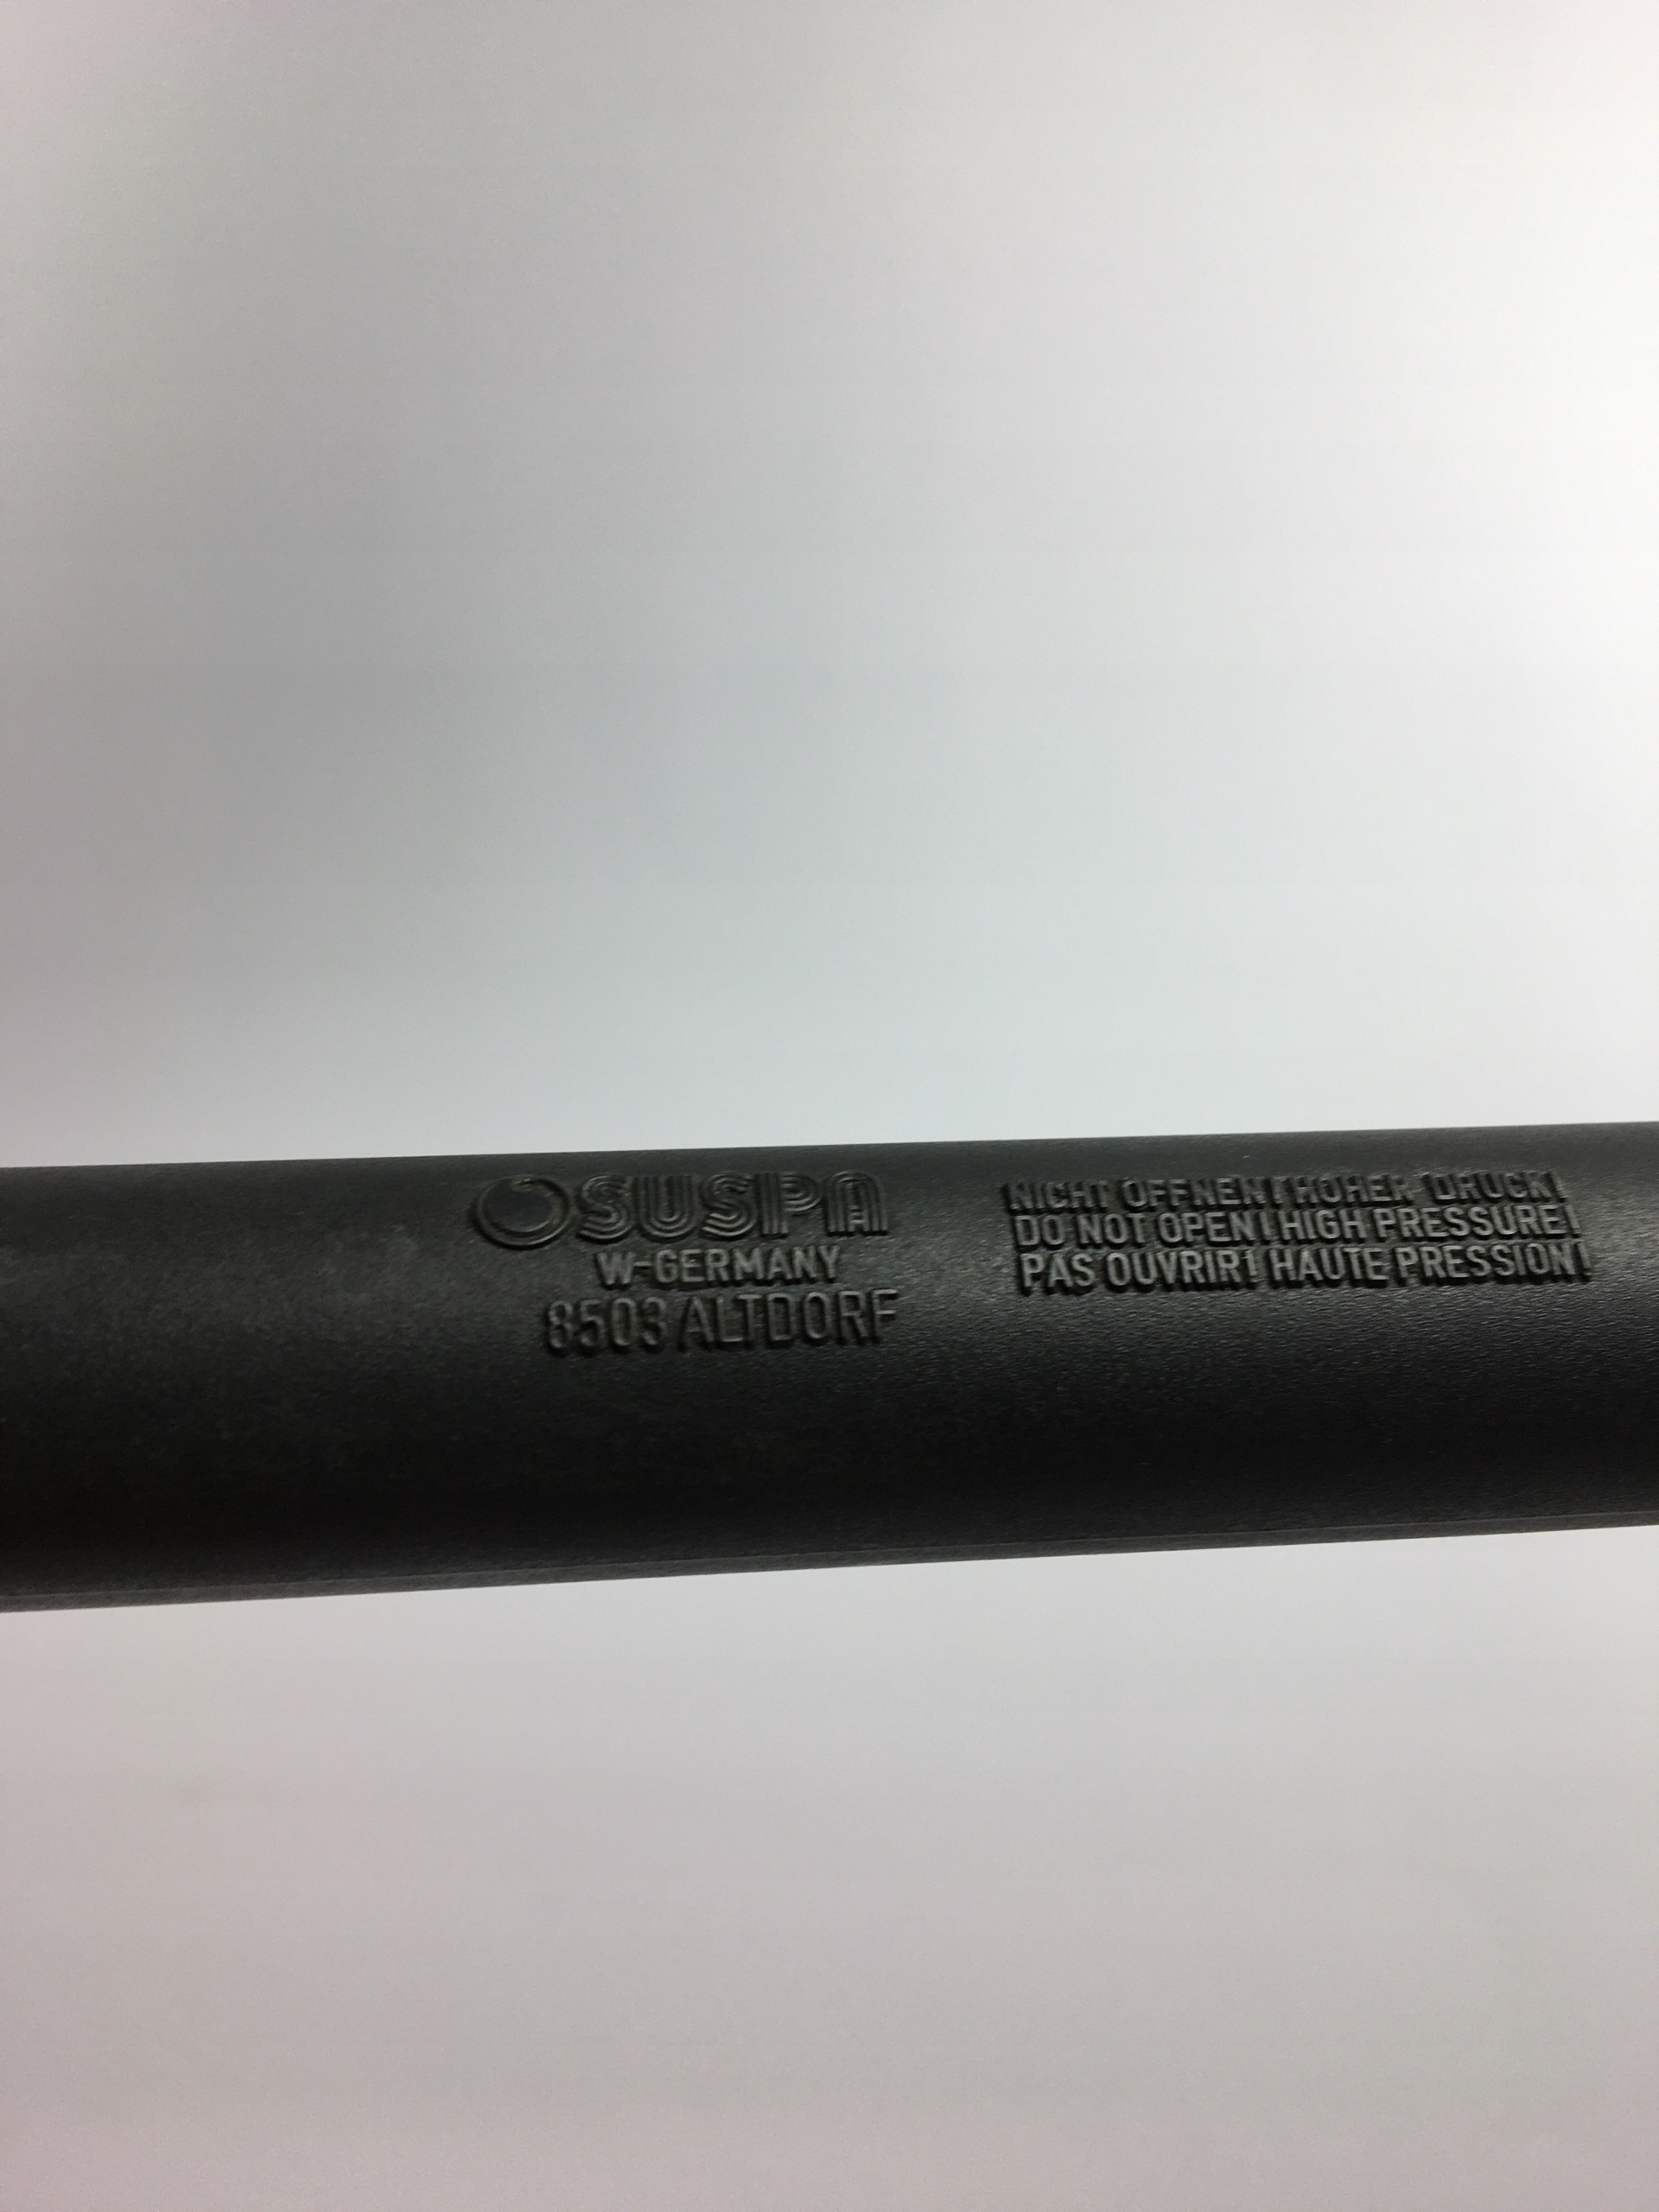 SUSPA
W-GERMANY
8503 ALTDORF
NICHT ÖFFNEN! HOHER DRUCK!
DO NOT OPEN! HIGH PRESSURE!
PAS OUVRIR! HAUTE PRESSION!